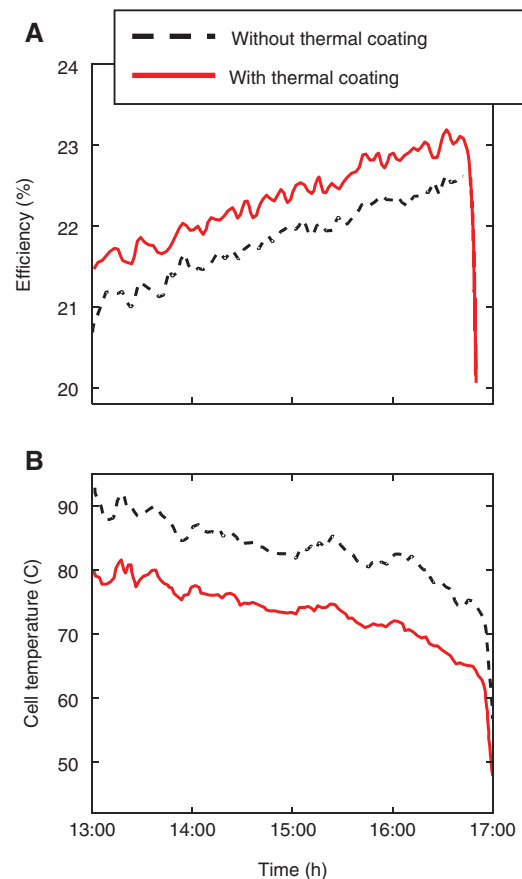 A
Without thermal coating
With thermal coating
24
23
22
21
20
Efficiency (%)
B
90
80
70
60
50
Cell temperature (C)
13:00 14:00 15:00 16:00 17:00
Time (h)